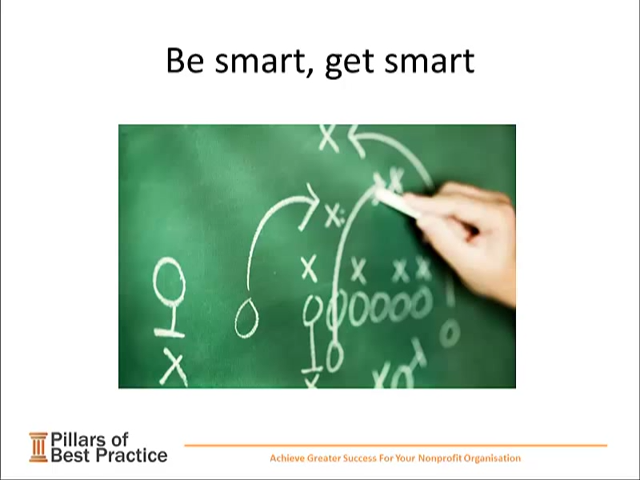 Be smart, get smart
Pillars of
Best Practice
Achieve Greater Success For Your Nonprofit Organisation